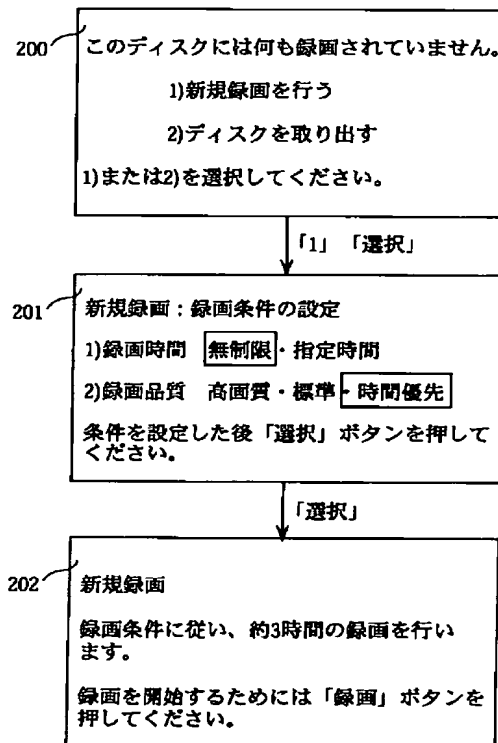 200
このディスクには何も録画されていません。
1)新規録画を行う
2)ディスクを取り出す
1)または2)を選択してください。
「1」「選択」
201
新規録画：録画条件の設定
1)録画時間 無制限・指定時間
2)録画品質 高画質・標準・時間優先
条件を設定した後「選択」ボタンを押して
ください。
「選択」
202
新規録画
録画条件に従い、約3時間の録画を行い
ます。
録画を開始するためには「録画」ボタンを
押してください。